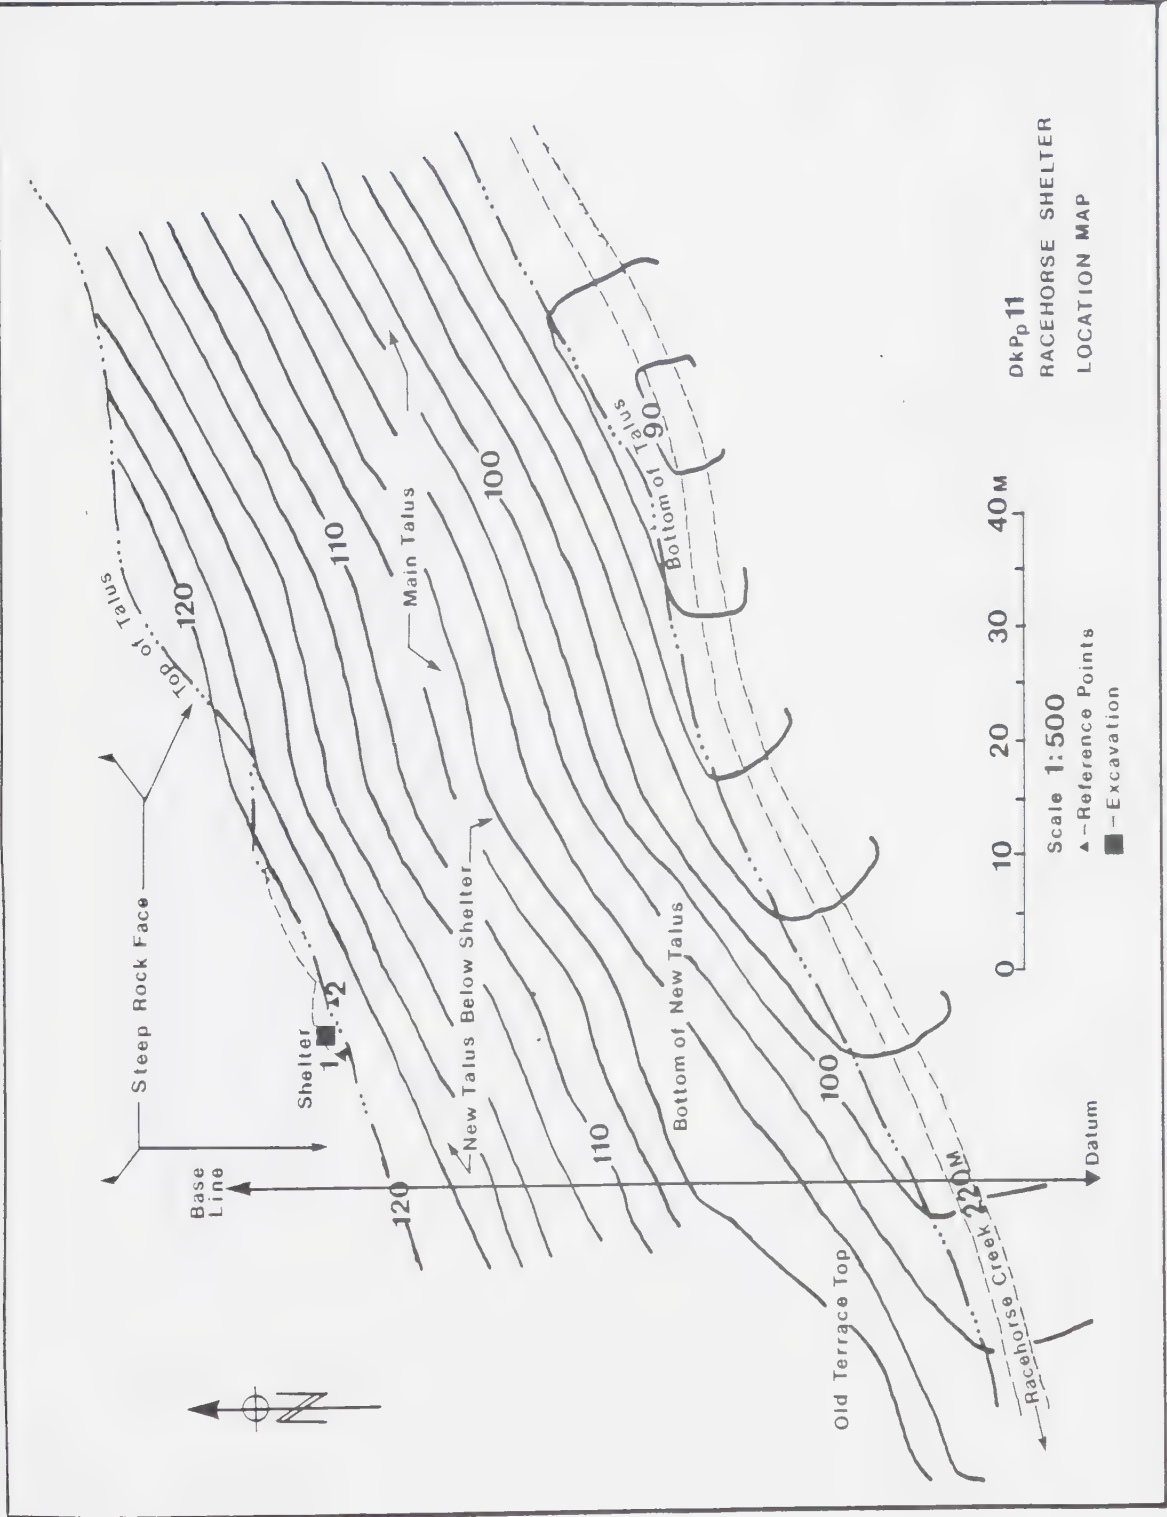 Top of Talus
120
Steep Rock Face
110
Main Talus
100
Bottom of Talus
90
Shelter
1
2
Base
Line
120
New Talus Below Shelter
110
Bottom of New Talus
100
Old Terrace Top
220M
Racehorse Creek
Datum
N
0 10 20 30 40M
Scale 1:500
▲ - Reference Points
■ - Excavation
DkPp11
RACEHORSE SHELTER
LOCATION MAP